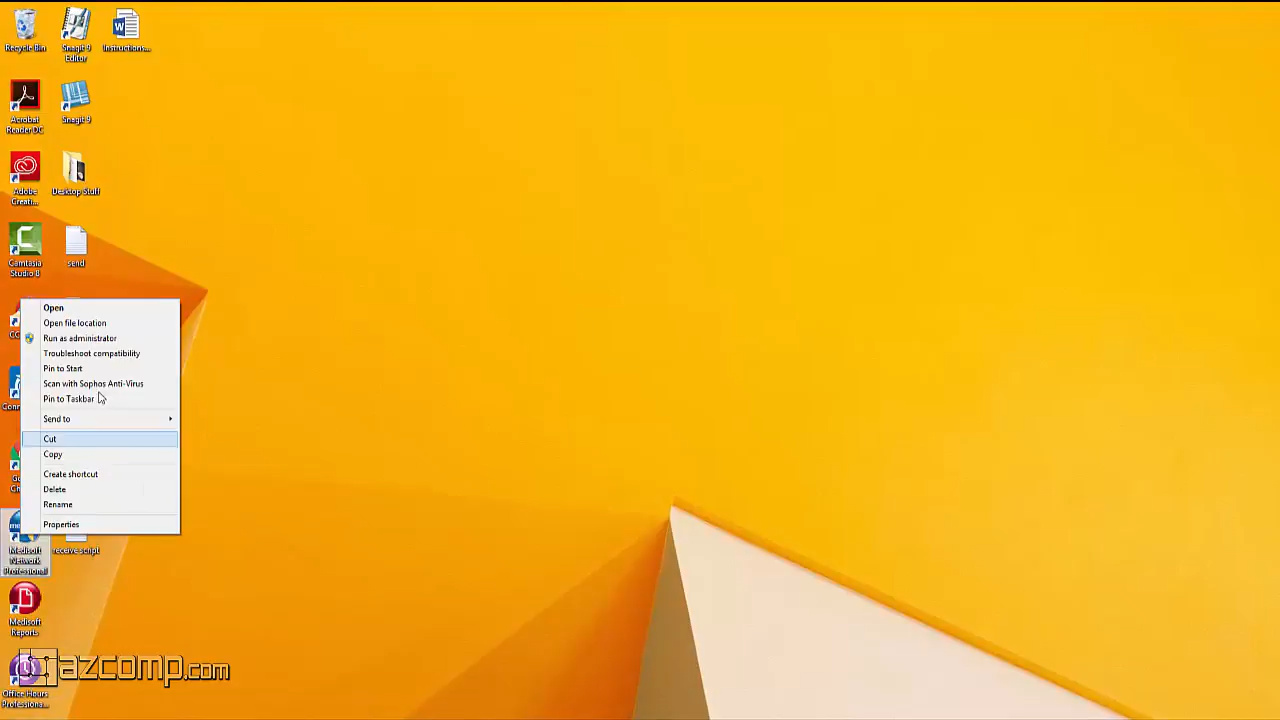 Recycle Bin
Snagit 9
Editor
Instructions...
Acrobat
Reader DC
Snagit 9
Adobe
Creati...
Desktop Stuff
Camtasia
Studio 8
send
Open
Open file location
Run as administrator
Troubleshoot compatibility
Pin to Start
Scan with Sophos Anti-Virus
Pin to Taskbar
Send to
Cut
Copy
Create shortcut
Delete
Rename
Properties
Medisoft
Network
Professional
receive script
Medisoft
Reports
azcomp.com
Office Hours
Professiona...